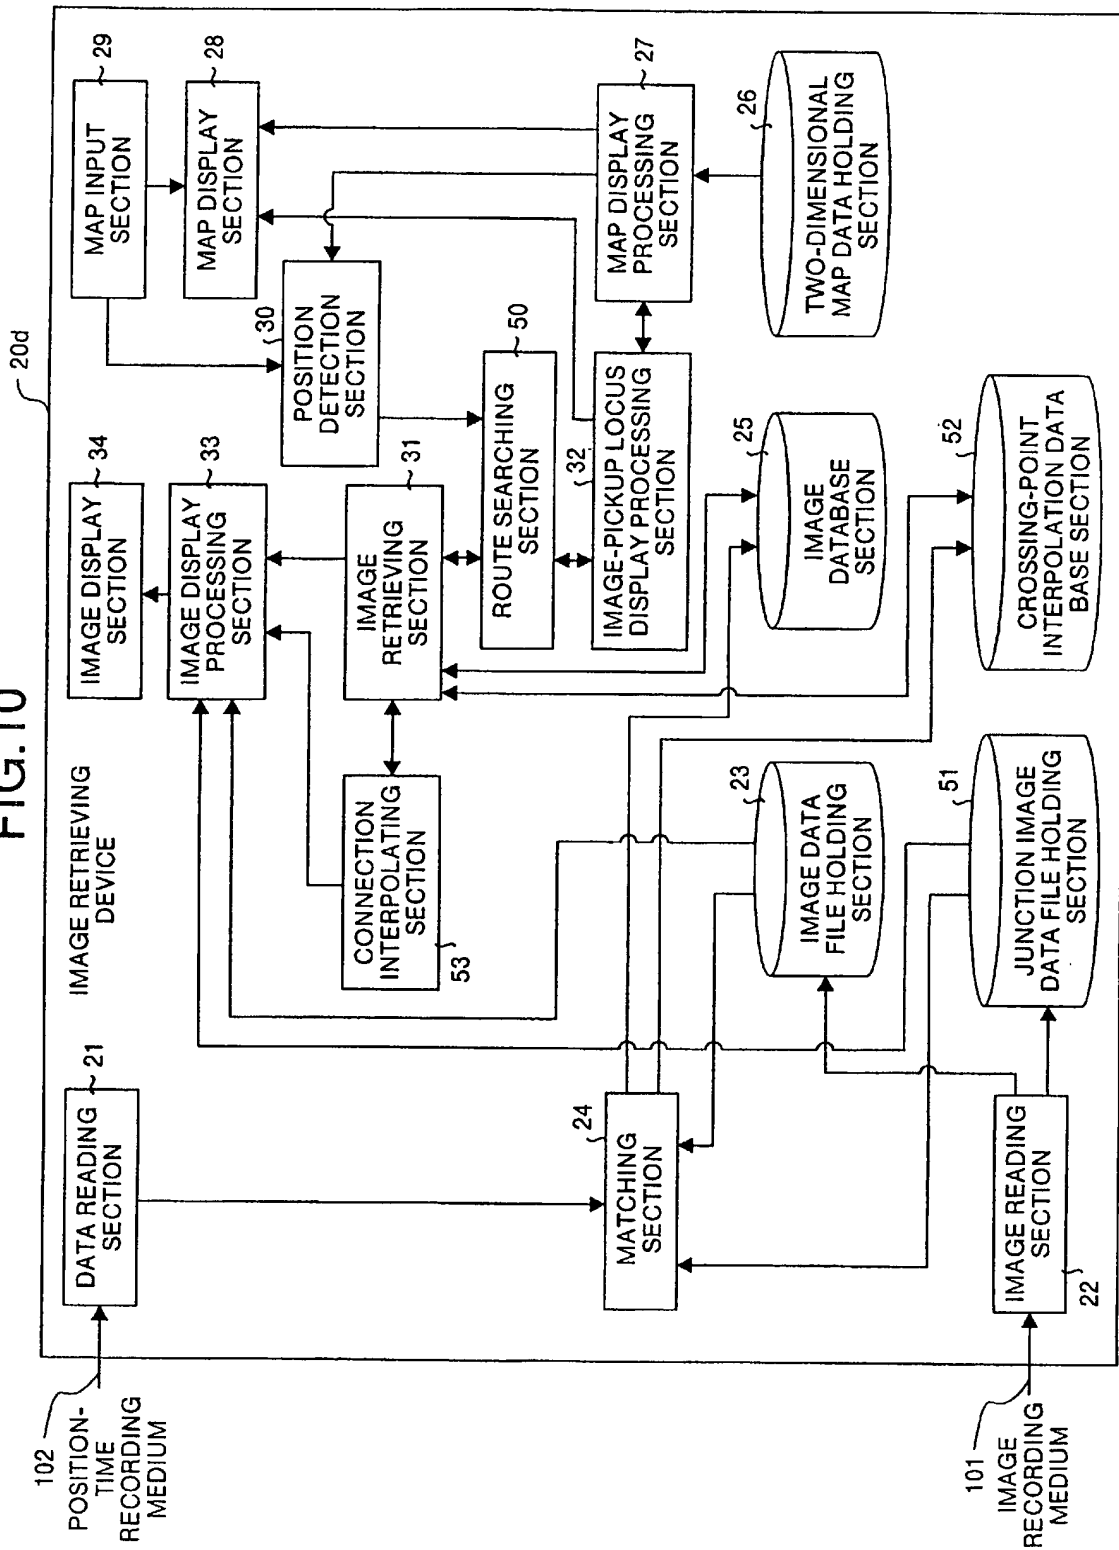 FIG.10
20d
IMAGE RETRIEVING
DEVICE
102
POSITION-
TIME
RECORDING
MEDIUM
DATA READING
SECTION
21
IMAGE DISPLAY
SECTION
34
IMAGE DISPLAY
PROCESSING
SECTION
33
MAP INPUT
SECTION
29
MAP DISPLAY
SECTION
28
30
POSITION
DETECTION
SECTION
CONNECTION
INTERPOLATING
SECTION
53
IMAGE
RETRIEVING
SECTION
31
ROUTE SEARCHING
SECTION
50
24
MATCHING
SECTION
32
IMAGE-PICKUP LOCUS
DISPLAY PROCESSING
SECTION
MAP DISPLAY
PROCESSING
SECTION
27
23
IMAGE DATA
FILE HOLDING
SECTION
25
IMAGE
DATABASE
SECTION
26
TWO-DIMENSIONAL
MAP DATA HOLDING
SECTION
101
IMAGE
RECORDING
MEDIUM
IMAGE READING
SECTION
22
51
JUNCTION IMAGE
DATA FILE HOLDING
SECTION
52
CROSSING-POINT
INTERPOLATION DATA
BASE SECTION